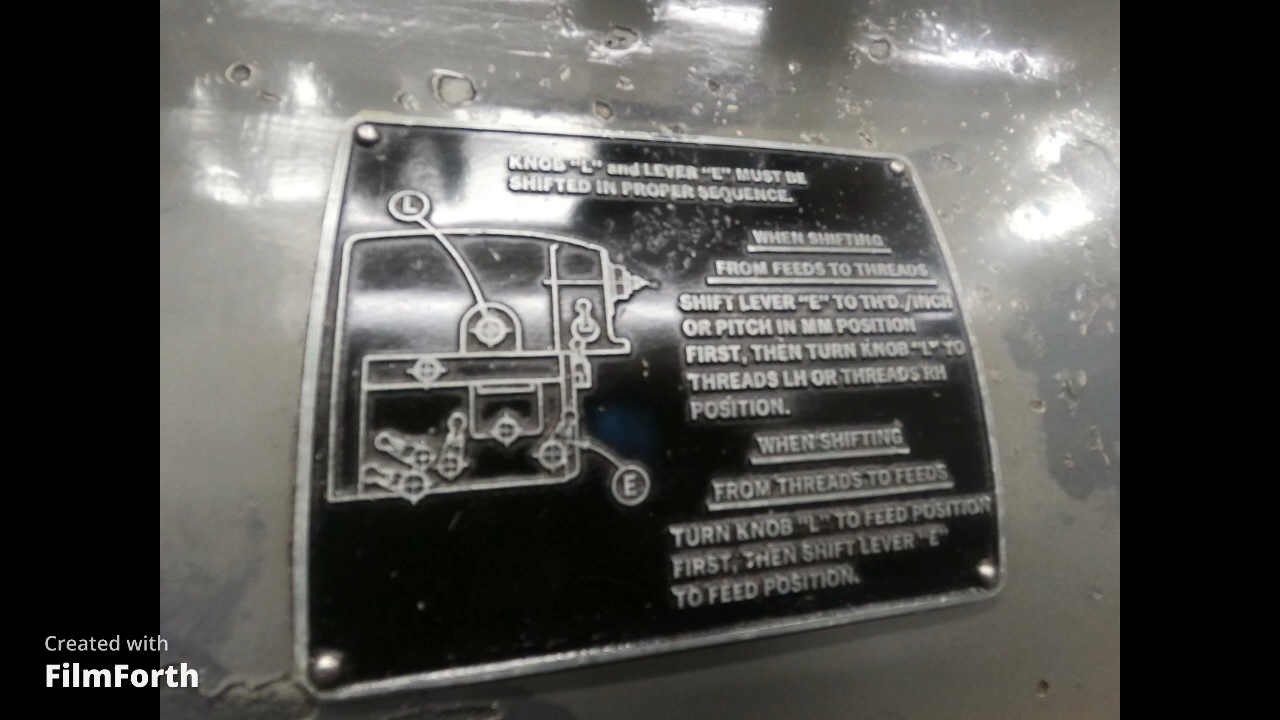 KNOB "L" and LEVER "E" MUST BE
SHIFTED IN PROPER SEQUENCE.
L
WHEN SHIFTING
FROM FEEDS TO THREADS
SHIFT LEVER "E" TO TH'D./INCH
OR PITCH IN MM POSITION
FIRST, THEN TURN KNOB "L" TO
THREADS LH OR THREADS RH
POSITION.
WHEN SHIFTING
FROM THREADS TO FEEDS
E
TURN KNOB "L" TO FEED POSITION
FIRST, THEN SHIFT LEVER "E"
TO FEED POSITION.
Created with
FilmForth